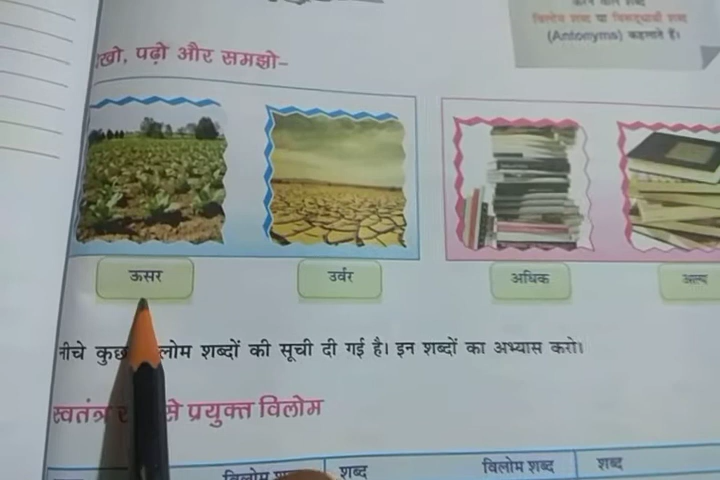 विलोम शब्द या विरुद्धार्थी शब्द
(Antonyms) कहलाते हैं।
पढ़ो और समझो-
ऊसर
उर्वर
अधिक
अल्प
नीचे कुछ शब्दों की सूची दी गई है। इन शब्दों का अभ्यास करो।
से प्रयुक्त विलोम
विलोम शब्द
शब्द
विलोम शब्द
शब्द